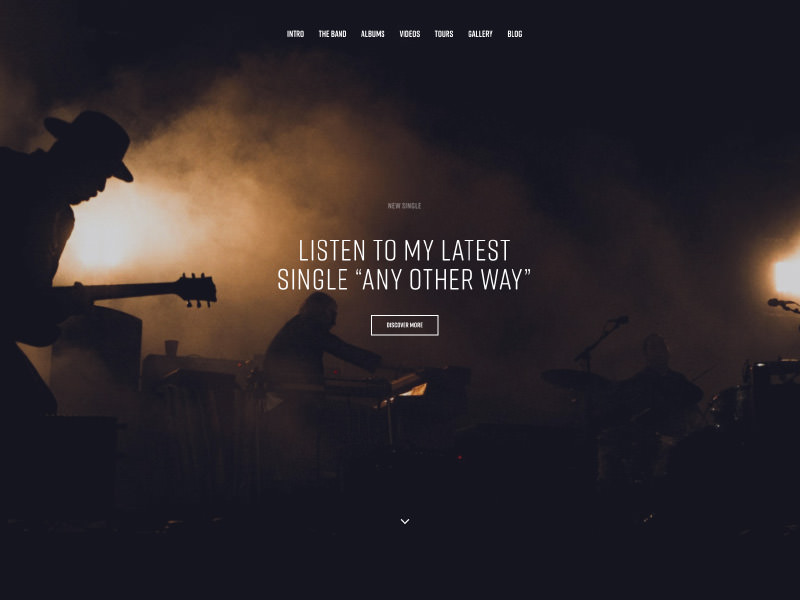 INTRO THE BAND ALBUMS VIDEOS TOURS GALLERY BLOG
NEW SINGLE
LISTEN TO MY LATEST
SINGLE “ANY OTHER WAY”
DISCOVER MORE